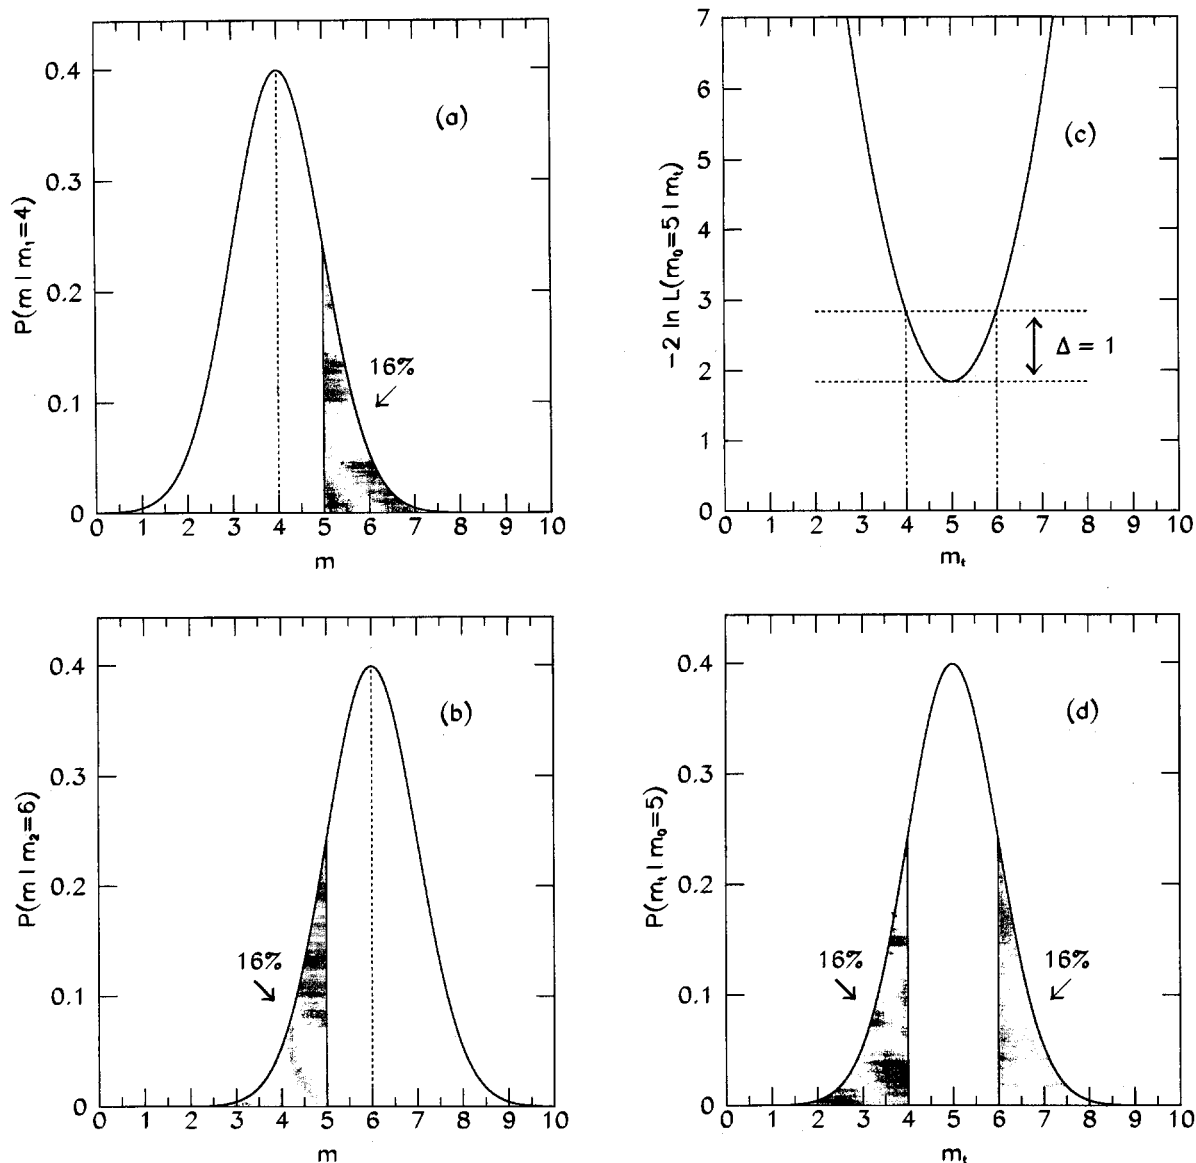 (a)
P(m | m₁=4)
0.4
0.3
0.2
0.1
0
16%
0 1 2 3 4 5 6 7 8 9 10
m
(c)
−2 ln L(m₀=5 | mₜ)
7
6
5
4
3
2
1
0
Δ = 1
0 1 2 3 4 5 6 7 8 9 10
mₜ
(b)
P(m | m₂=6)
0.4
0.3
0.2
0.1
0
16%
0 1 2 3 4 5 6 7 8 9 10
m
(d)
P(mₜ | m₀=5)
0.4
0.3
0.2
0.1
0
16%
16%
0 1 2 3 4 5 6 7 8 9 10
mₜ